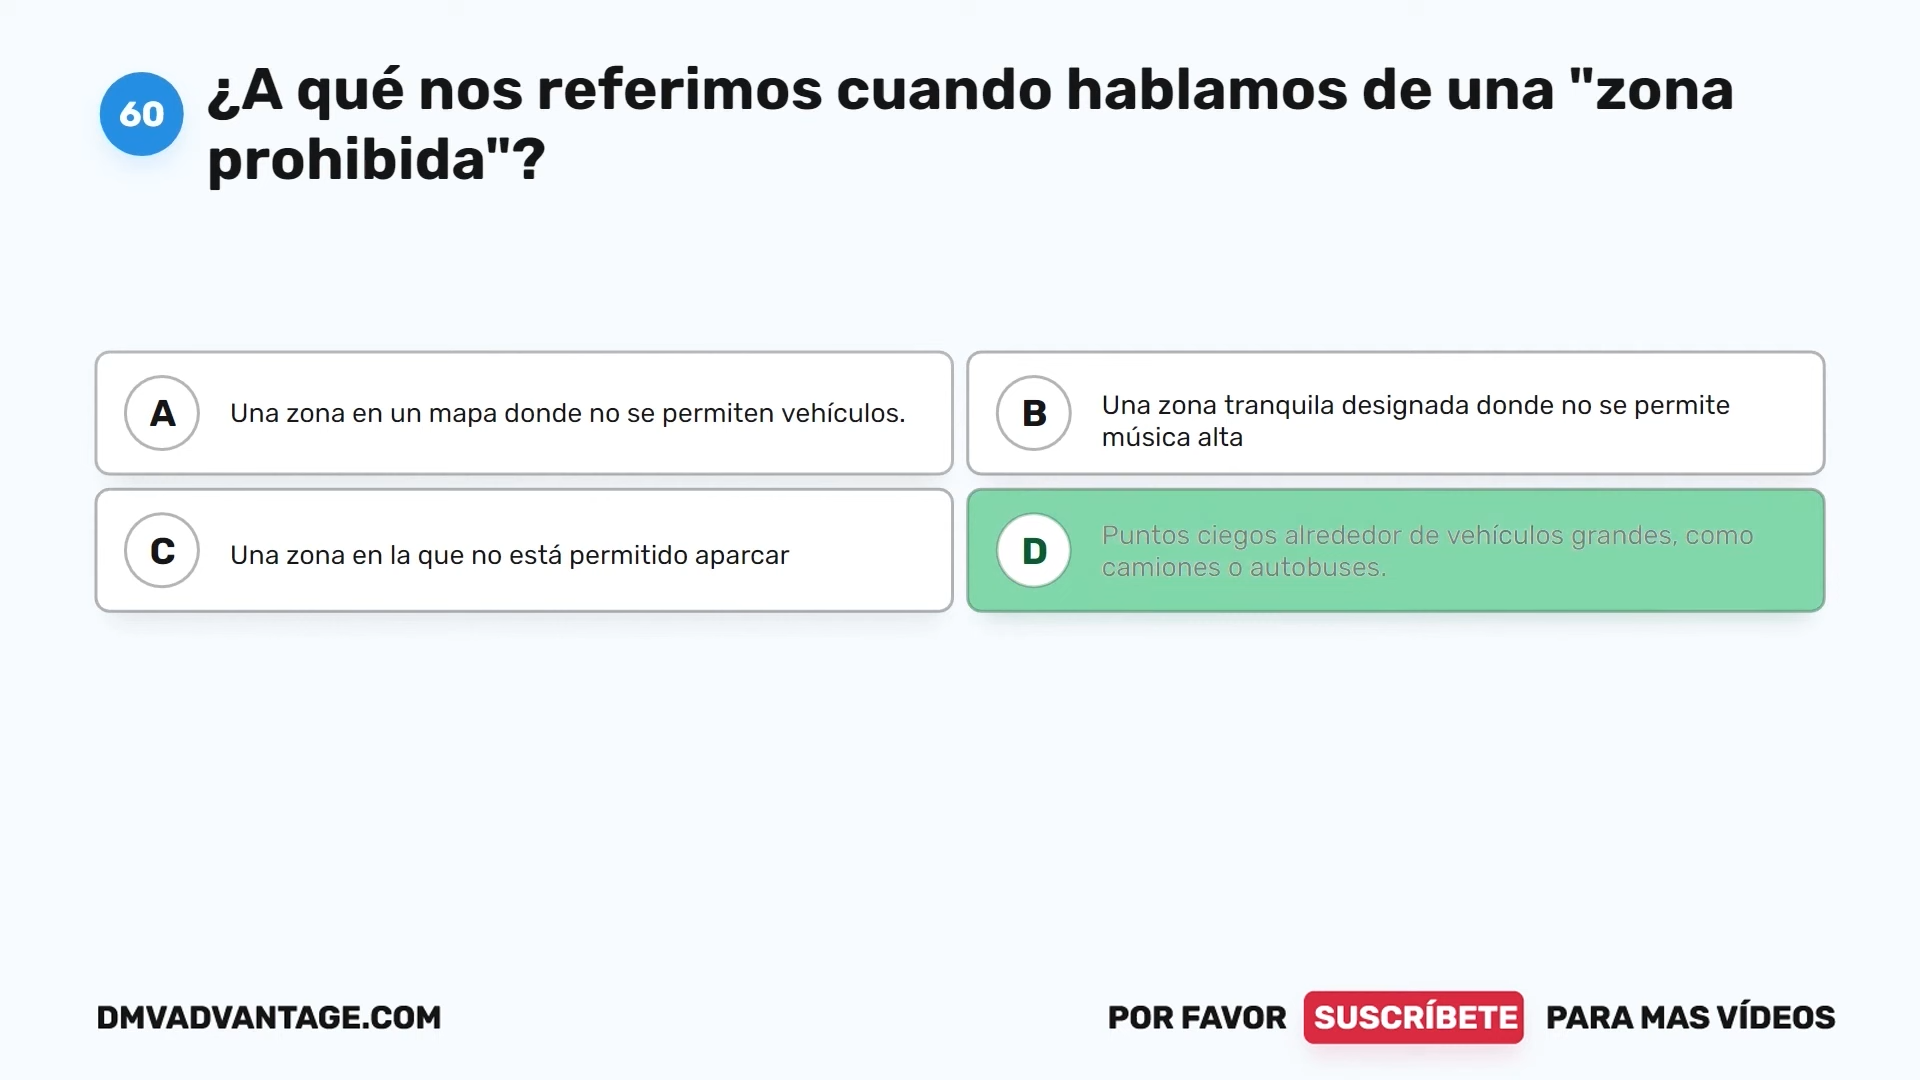 60
¿A qué nos referimos cuando hablamos de una "zona
prohibida"?
A
Una zona en un mapa donde no se permiten vehículos.
B
Una zona tranquila designada donde no se permite
música alta
C
Una zona en la que no está permitido aparcar
D
Puntos ciegos alrededor de vehículos grandes, como
camiones o autobuses.
DMVADVANTAGE.COM
POR FAVOR SUSCRÍBETE PARA MAS VÍDEOS